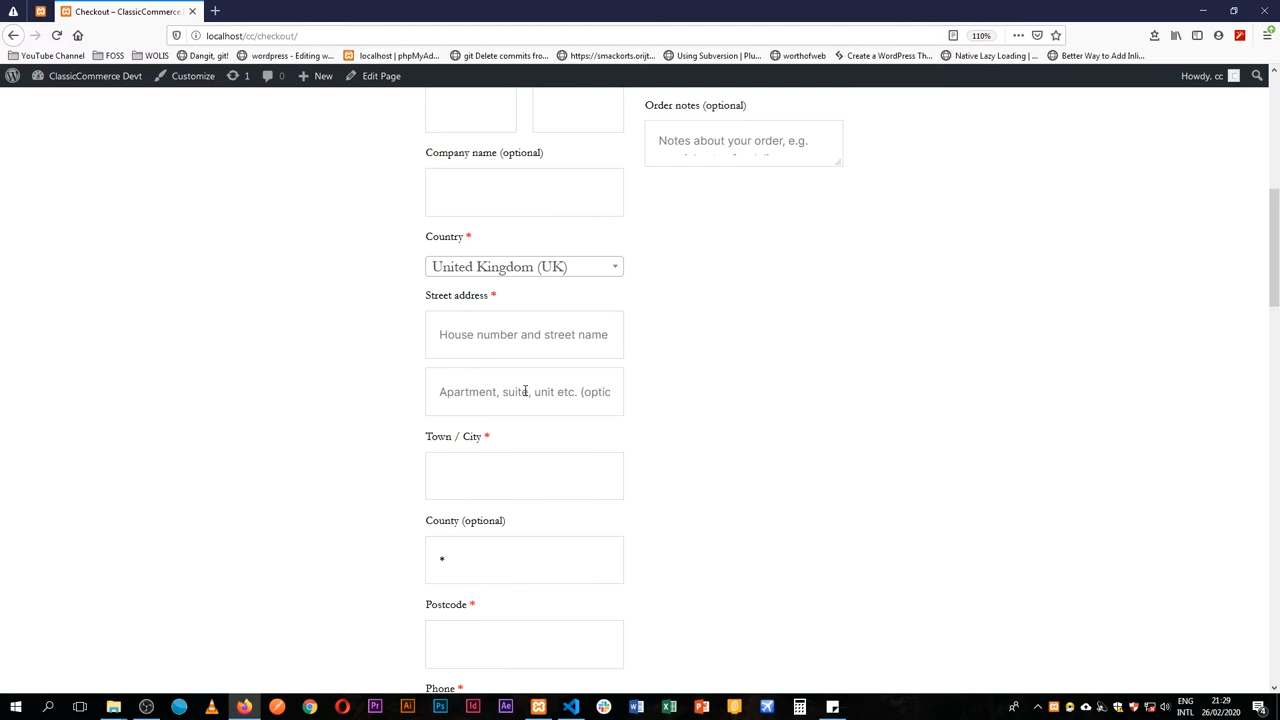 Checkout – ClassicCommerce
localhost/cc/checkout/
110%
YouTube Channel
FOSS
WOLIS
Dangit, git!
wordpress - Editing w...
localhost | phpMyAd...
git Delete commits fro...
https://smackorts.orijt...
Using Subversion | Plu...
worthofweb
Create a WordPress Th...
Native Lazy Loading | ...
Better Way to Add Inli...
ClassicCommerce Devt
1
0
New
Customize
Edit Page
Howdy, cc
Order notes (optional)
Notes about your order, e.g.
Company name (optional)
Country *
United Kingdom (UK)
Street address *
House number and street name
Apartment, suite, unit etc. (optic
Town / City *
County (optional)
*
Postcode *
Phone *
ENG
INTL
21:29
26/02/2020